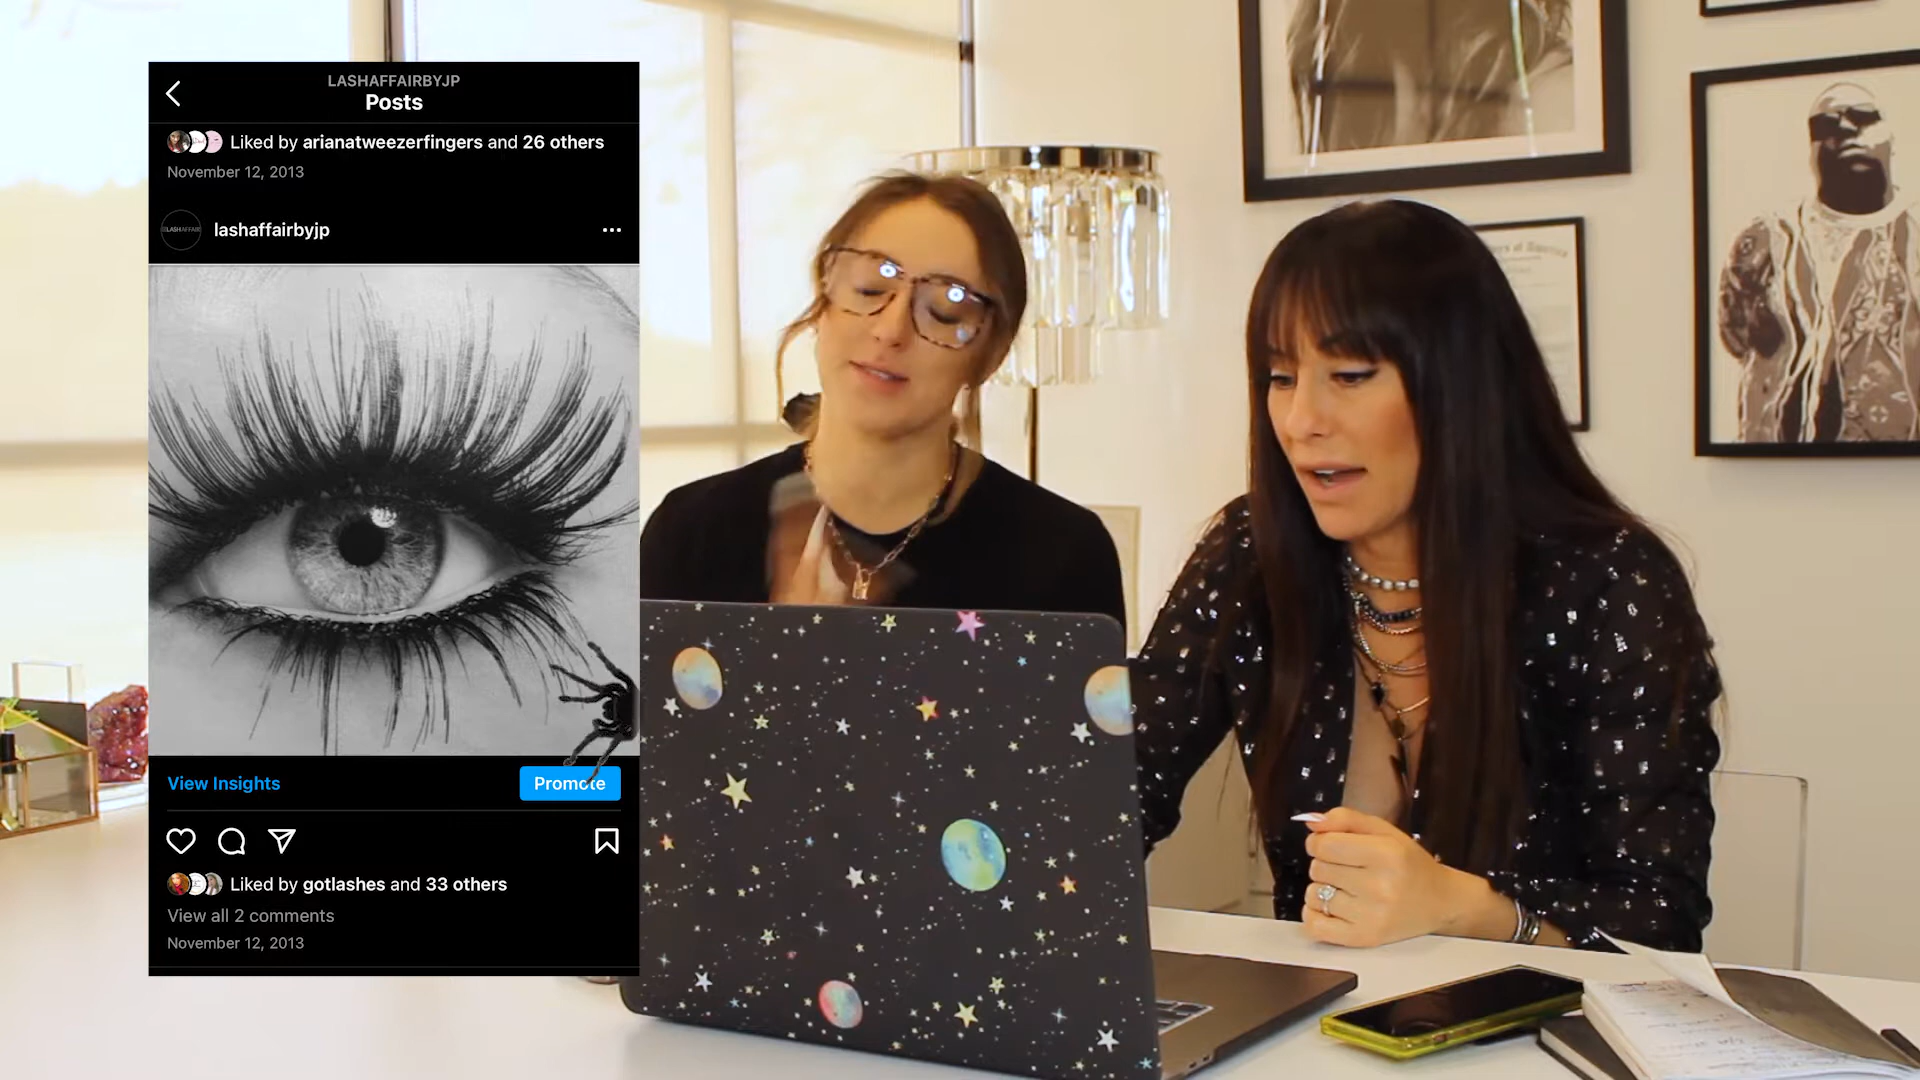 LASHAFFAIRBYJP
Posts
Liked by arianatweezerfingers and 26 others
November 12, 2013
lashaffairbyjp
View Insights
Promote
Liked by gotlashes and 33 others
View all 2 comments
November 12, 2013